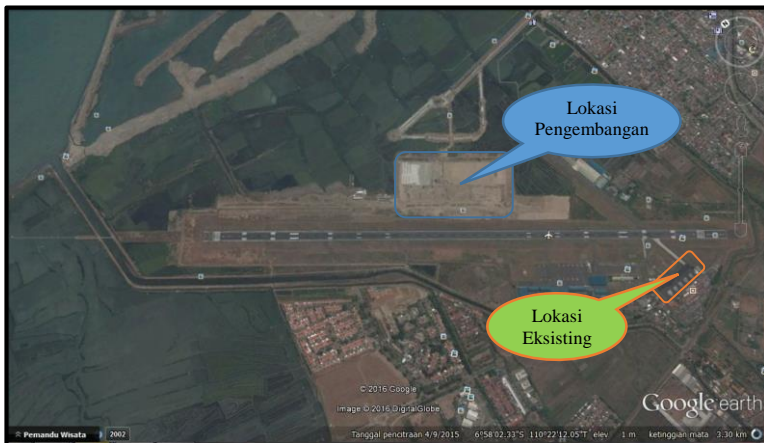 Lokasi
Pengembangan
Lokasi
Eksisting
© 2016 Google
Image © 2016 DigitalGlobe
Google earth
Pemandu Wisata
2002
Tanggal pencitraan 4/9/2015 6°58'02.33"S 110°22'12.05"T elev 1 m ketinggian mata 3.30 km